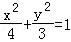 x²/4 + y²/3 = 1